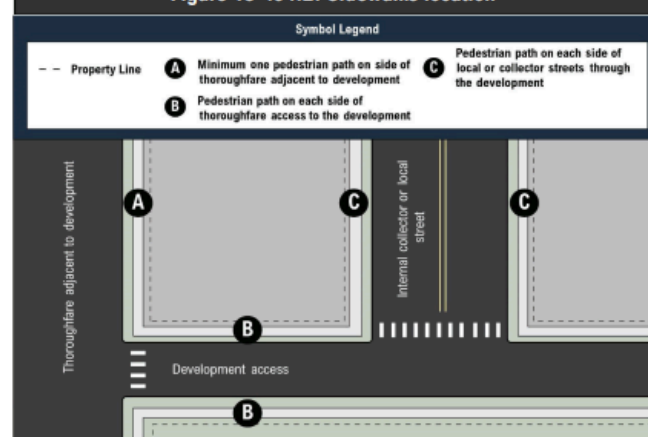 Symbol Legend
Property Line
A Minimum one pedestrian path on side of
thoroughfare adjacent to development
B Pedestrian path on each side of
thoroughfare access to the development
C Pedestrian path on each side of
local or collector streets through
the development
Thoroughfare adjacent to development
A
C
Internal collector or local
street
C
B
Development access
B